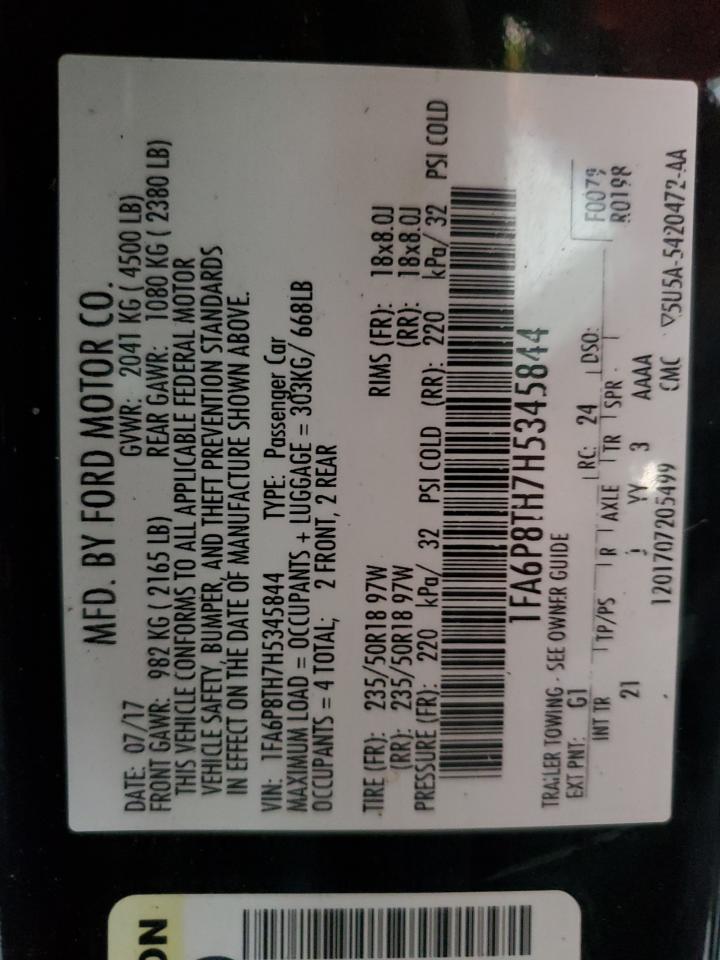 MFD. BY FORD MOTOR CO.
DATE: 07/17 GVWR: 2041 KG ( 4500 LB)
FRONT GAWR: 982 KG ( 2165 LB) REAR GAWR: 1080 KG ( 2380 LB)
THIS VEHICLE CONFORMS TO ALL APPLICABLE FEDERAL MOTOR
VEHICLE SAFETY, BUMPER, AND THEFT PREVENTION STANDARDS
IN EFFECT ON THE DATE OF MANUFACTURE SHOWN ABOVE.
VIN: 1FA6P8TH7H5345844 TYPE: Passenger Car
MAXIMUM LOAD = OCCUPANTS + LUGGAGE = 303KG/ 668LB
OCCUPANTS = 4 TOTAL; 2 FRONT, 2 REAR
TIRE (FR): 235/50R18 97W RIMS (FR): 18x8.0J
(RR): 235/50R18 97W (RR): 18x8.0J
PRESSURE (FR): 220 kPa/ 32 PSI COLD (RR): 220 kPa/ 32 PSI COLD
1FA6P8TH7H5345844
TRAILER TOWING - SEE OWNER GUIDE
EXT PNT: G1 RC: 24 DSO: F0079
R0198
INT TR TP/PS R AXLE TR SPR
21 J YY 3 AAAA
1201707205499 CMC ▽5U5A-5420472-AA
ON